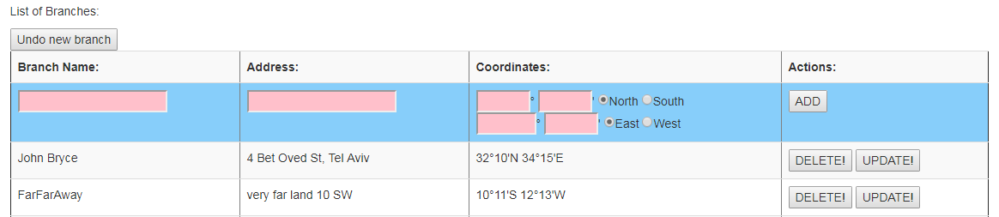 List of Branches:
Undo new branch
Branch Name: Address: Coordinates: Actions:
° ' North South ADD
° ' East West
John Bryce 4 Bet Oved St, Tel Aviv 32°10'N 34°15'E DELETE! UPDATE!
FarFarAway very far land 10 SW 10°11'S 12°13'W DELETE! UPDATE!